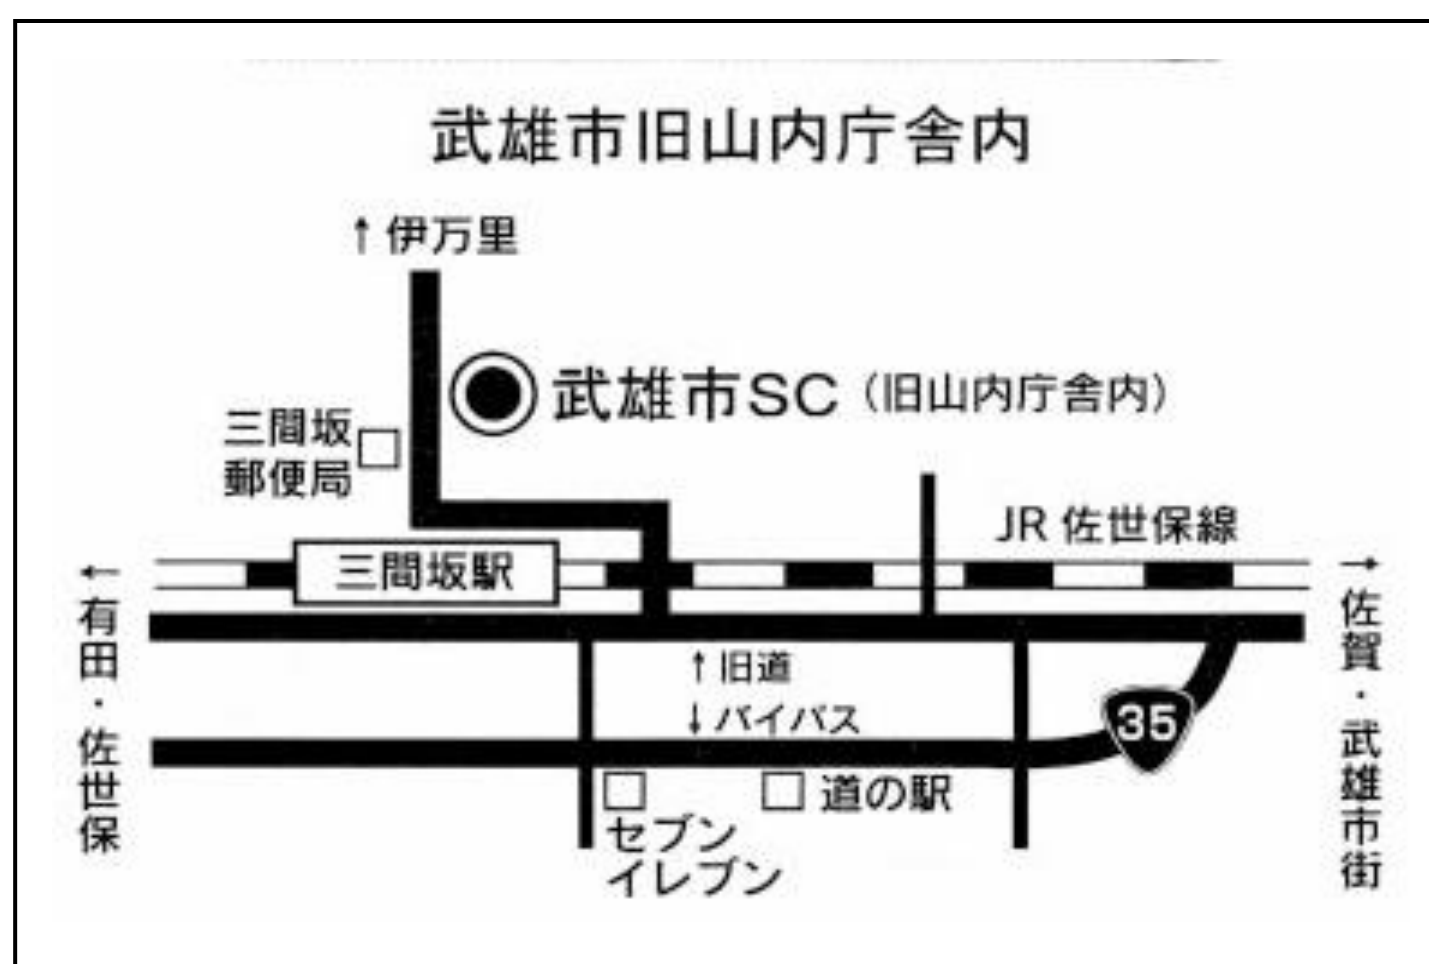 武雄市旧山内庁舎内
↑伊万里
武雄市SC（旧山内庁舎内）
三間坂
郵便局
JR 佐世保線
三間坂駅
←有田・佐世保
→佐賀・武雄市街
↑旧道
↓バイパス
35
道の駅
セブン
イレブン